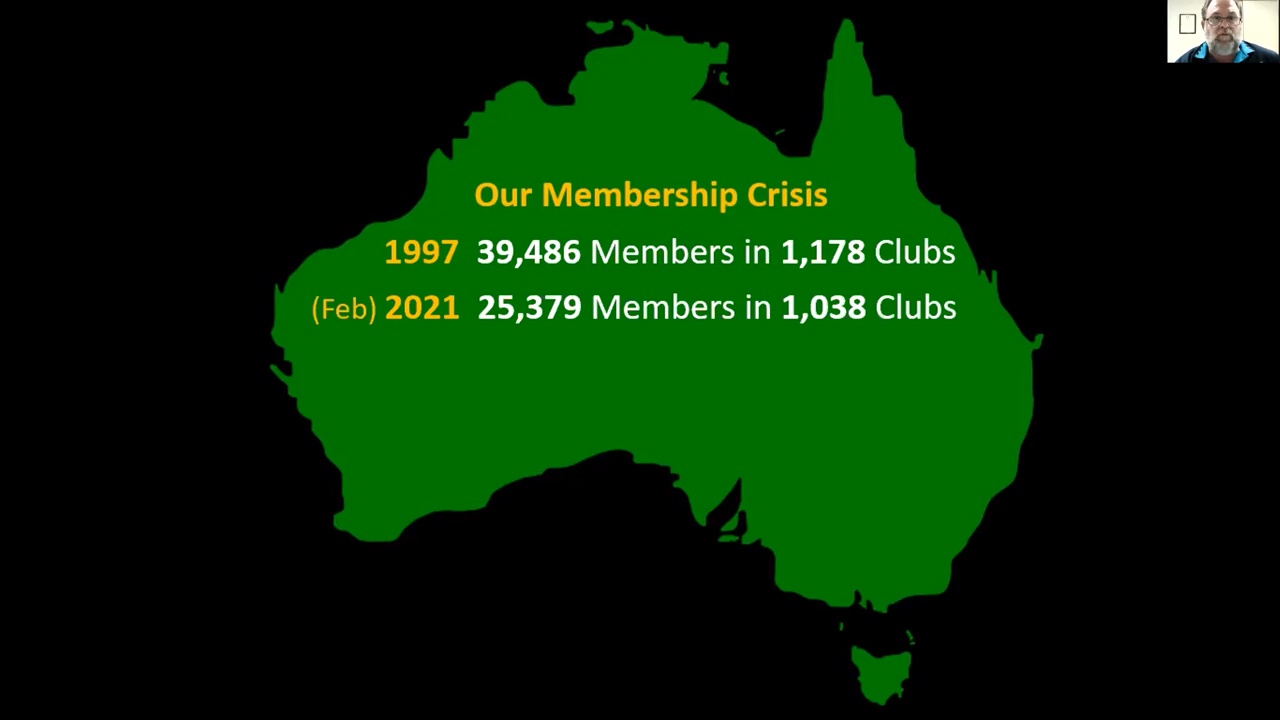 Our Membership Crisis
1997 39,486 Members in 1,178 Clubs
(Feb) 2021 25,379 Members in 1,038 Clubs